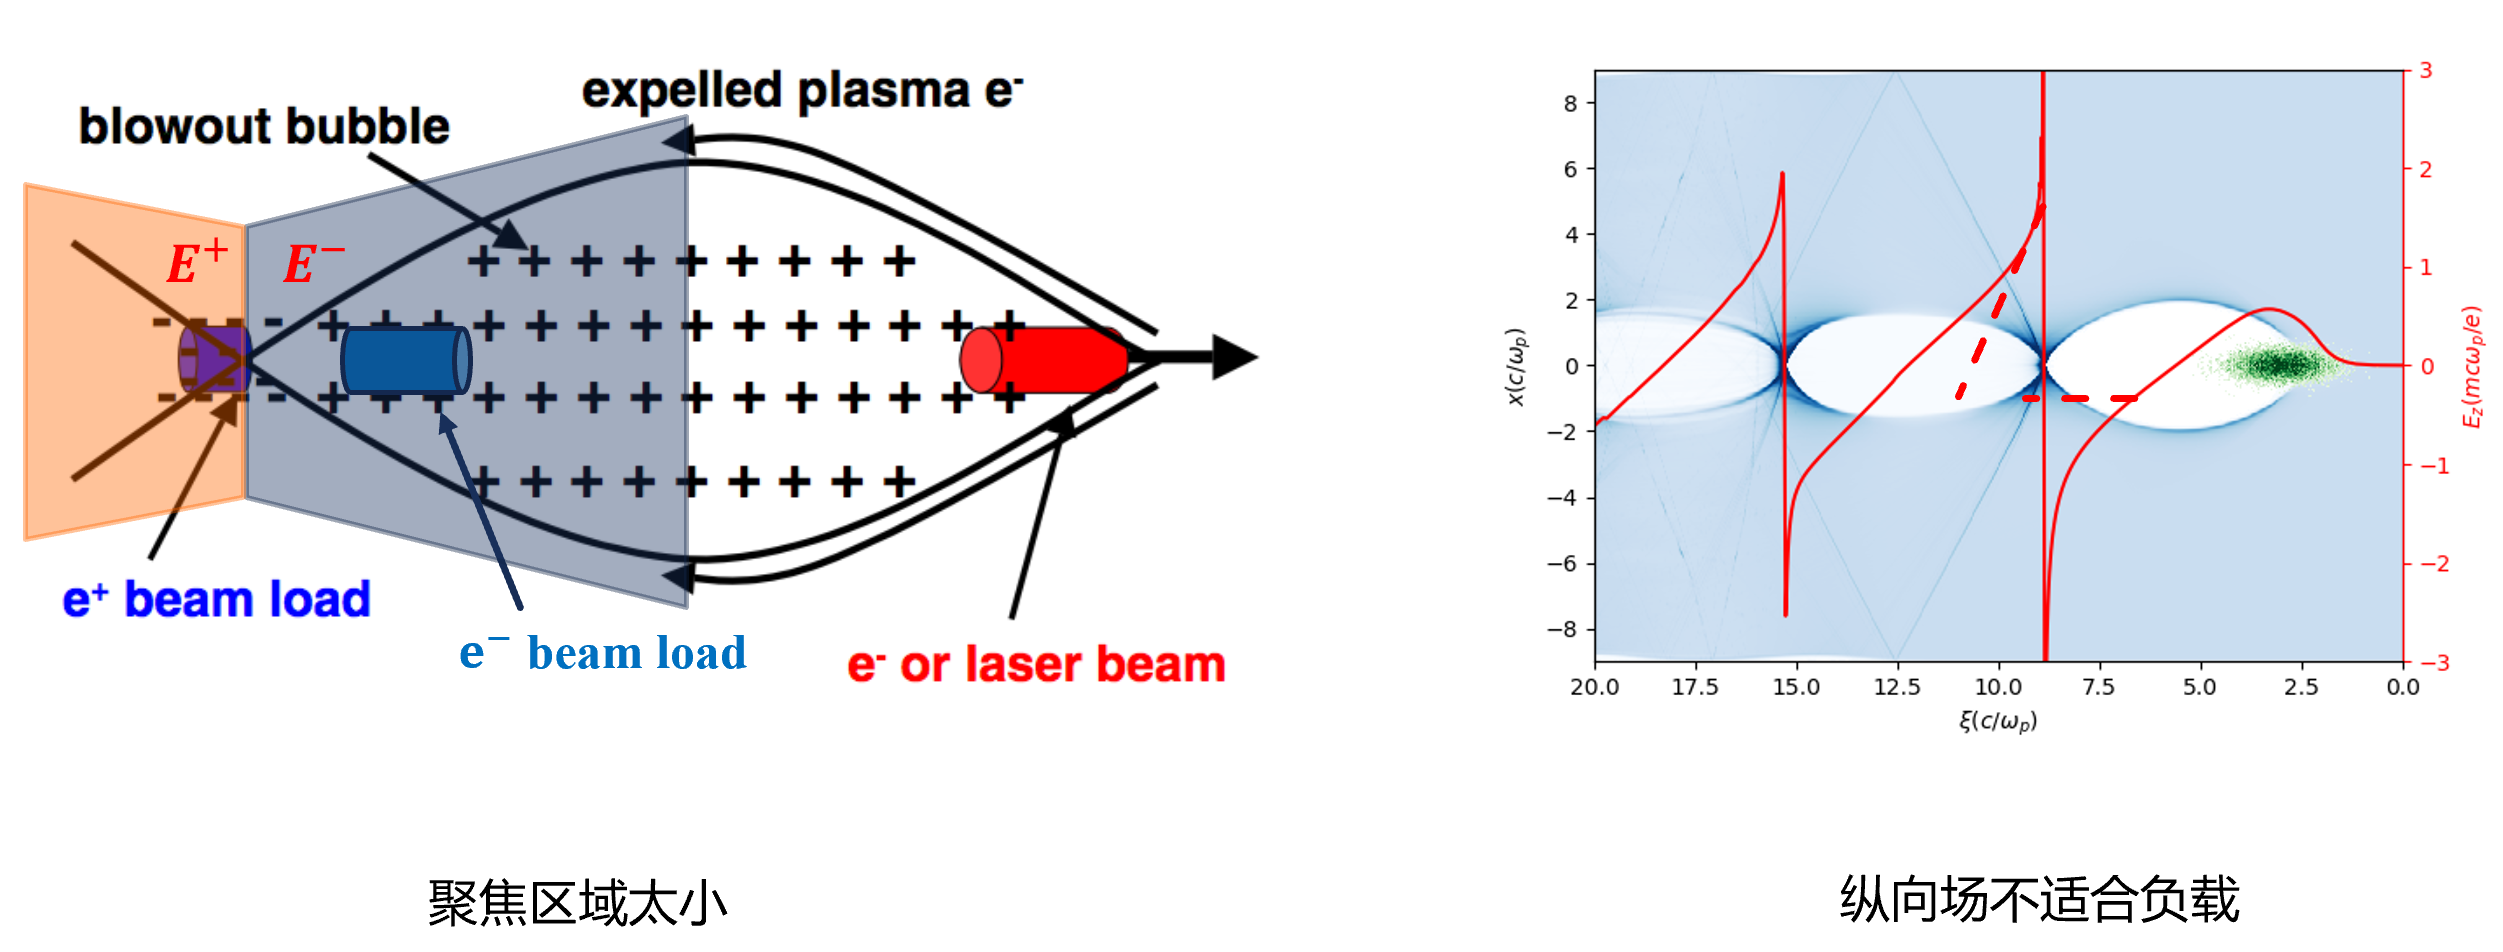 expelled plasma e-
blowout bubble
E⁺ E⁻
+ + + + + + + + +
- - - + + + + + + + + + + + + + +
- - - - + + + + + + + + + + + + + +
+ + + + + + + + +
e⁺ beam load
e⁻ beam load
e- or laser beam
聚焦区域太小
8
6
4
2
0
−2
−4
−6
−8
x(c/ωₚ)
20.0 17.5 15.0 12.5 10.0 7.5 5.0 2.5 0.0
ξ(c/ωₚ)
3
2
1
0
−1
−2
−3
E_z(mcωₚ/e)
纵向场不适合负载